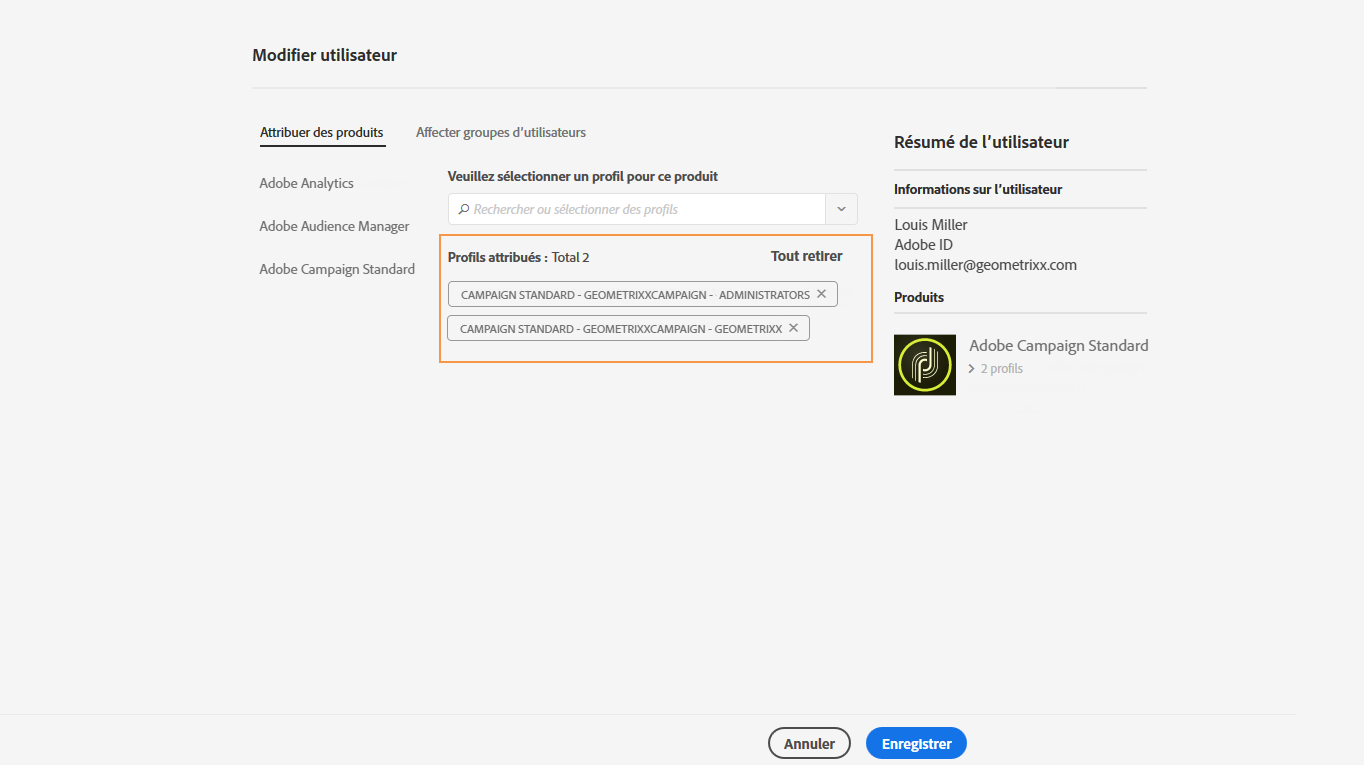 Modifier utilisateur
Attribuer des produits
Affecter groupes d'utilisateurs
Adobe Analytics
Adobe Audience Manager
Adobe Campaign Standard
Veuillez sélectionner un profil pour ce produit
Rechercher ou sélectionner des profils
Profils attribués : Total 2
Tout retirer
CAMPAIGN STANDARD - GEOMETRIXXCAMPAIGN - ADMINISTRATORS
CAMPAIGN STANDARD - GEOMETRIXXCAMPAIGN - GEOMETRIXX
Résumé de l'utilisateur
Informations sur l'utilisateur
Louis Miller
Adobe ID
louis.miller@geometrixx.com
Produits
Adobe Campaign Standard
2 profils
Annuler
Enregistrer